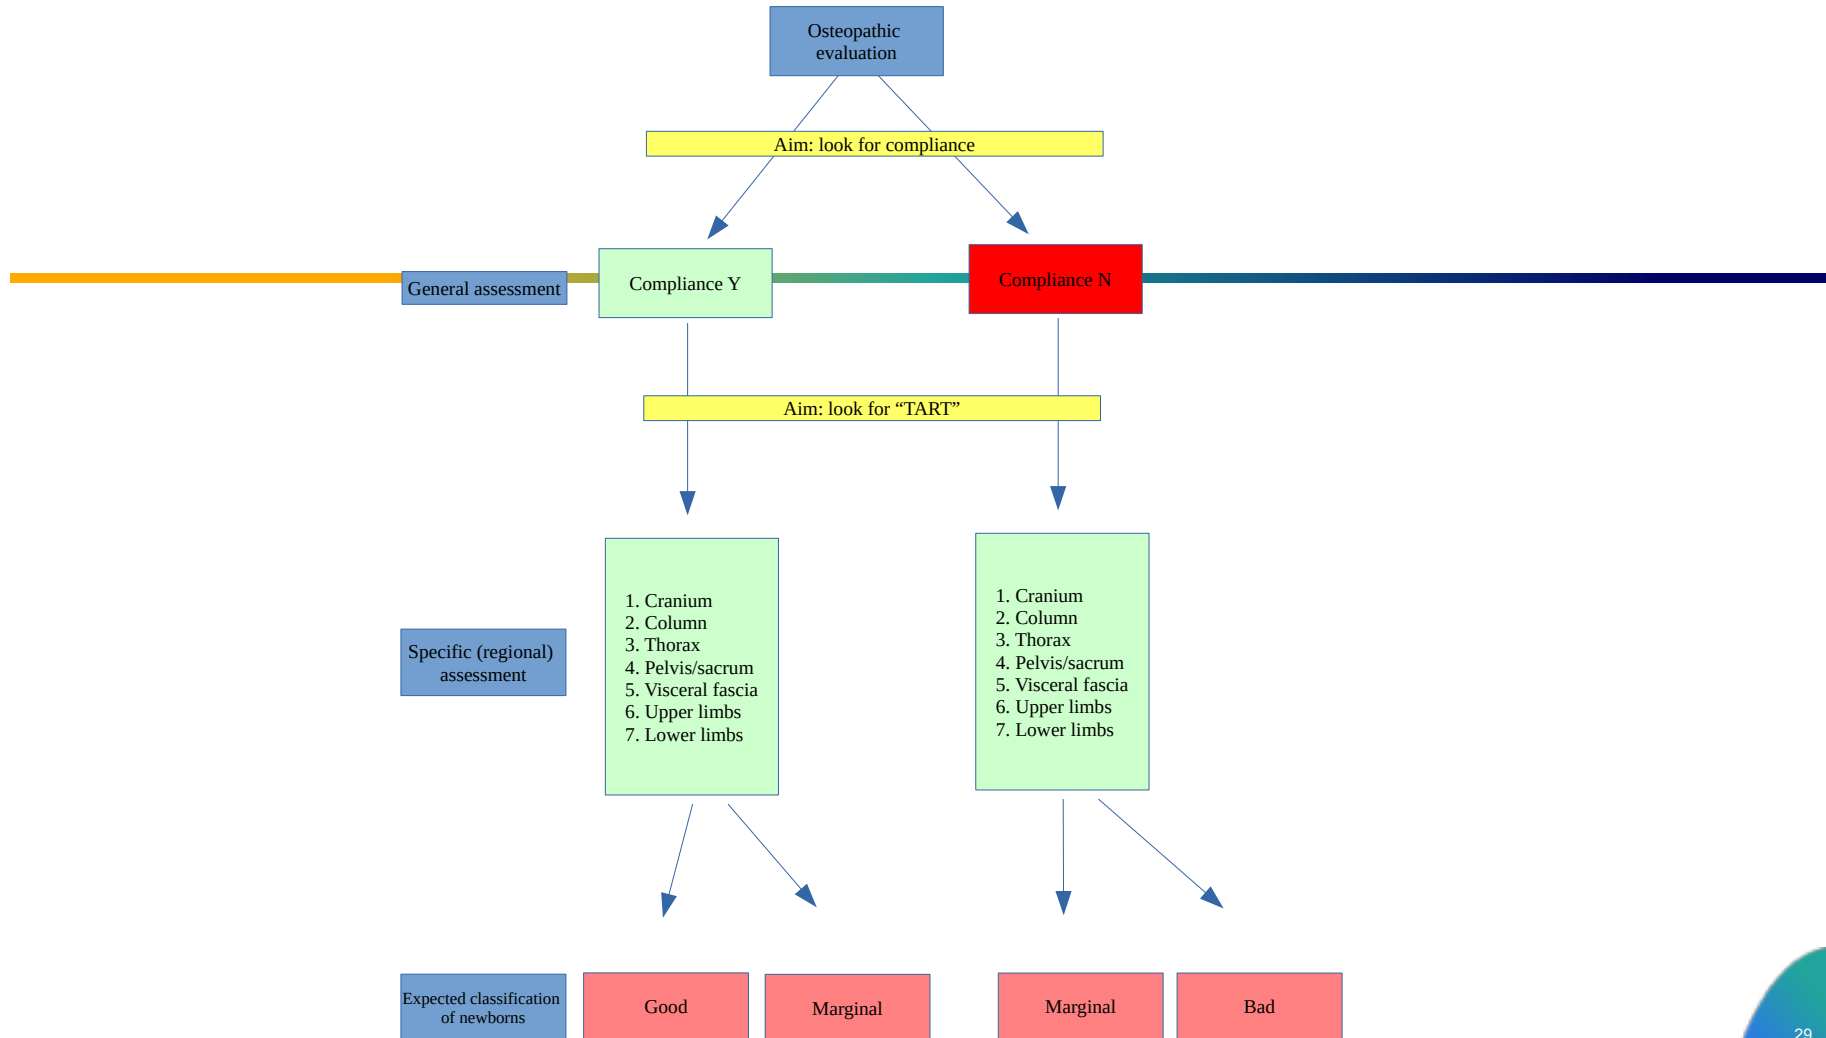 Osteopathic
evaluation
Aim: look for compliance
General assessment
Compliance Y
Compliance N
Aim: look for “TART”
Specific (regional)
assessment
1. Cranium
2. Column
3. Thorax
4. Pelvis/sacrum
5. Visceral fascia
6. Upper limbs
7. Lower limbs
1. Cranium
2. Column
3. Thorax
4. Pelvis/sacrum
5. Visceral fascia
6. Upper limbs
7. Lower limbs
Expected classification
of newborns
Good
Marginal
Marginal
Bad
29